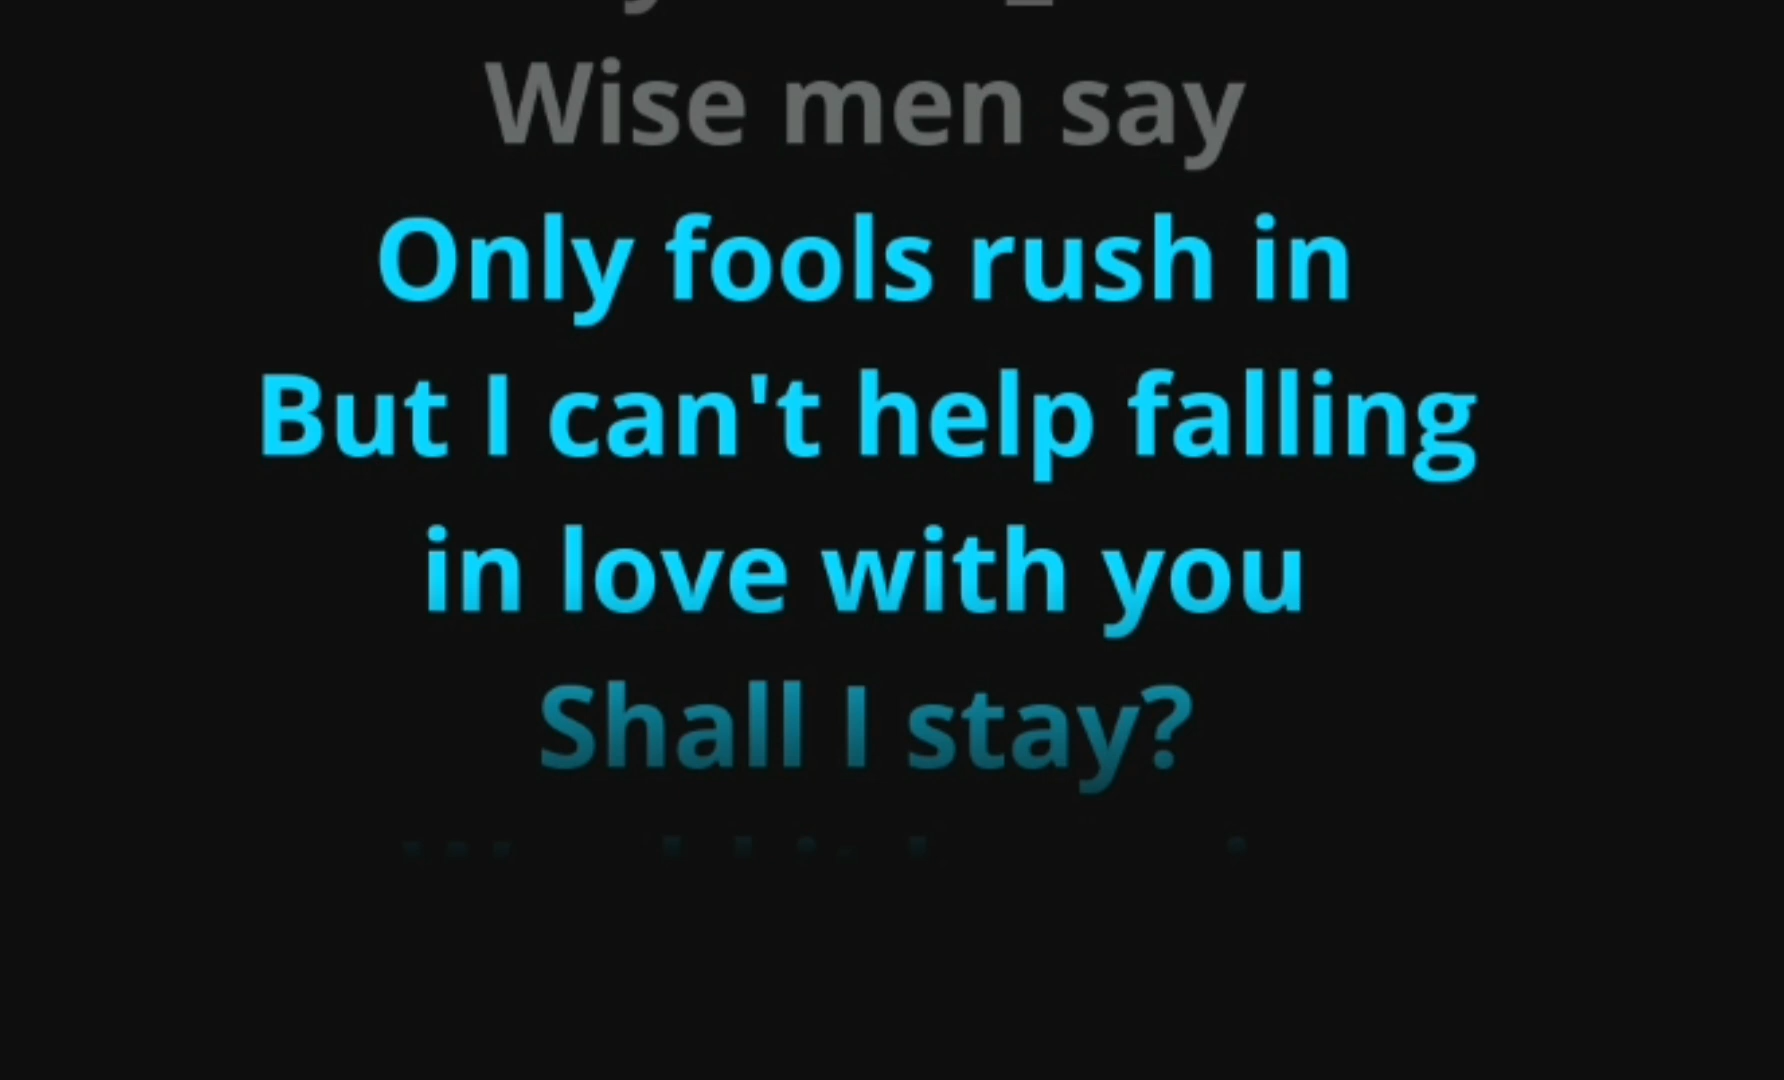 Wise men say
Only fools rush in
But I can't help falling
in love with you
Shall I stay?